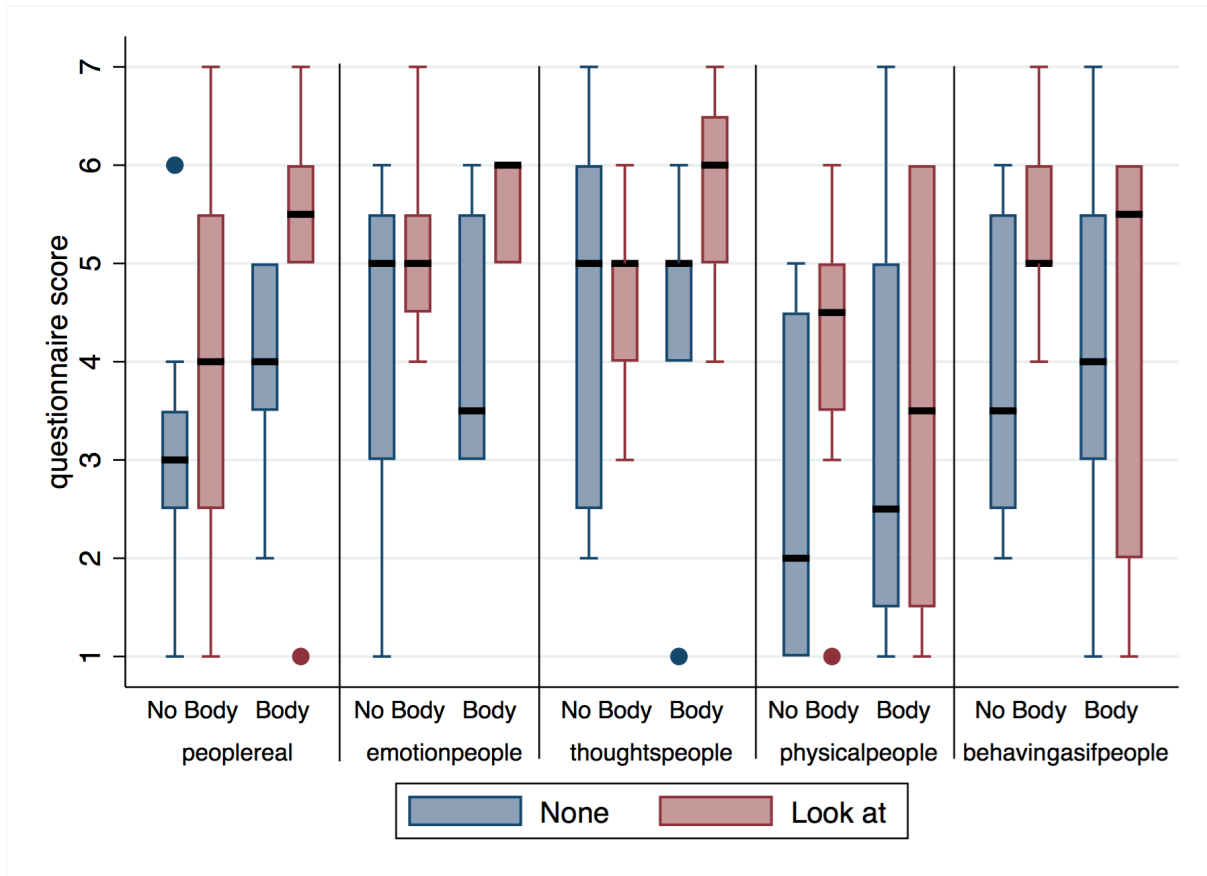 questionnaire score
7
6
5
4
3
2
1
No Body Body No Body Body No Body Body No Body Body No Body Body
peoplereal emotionpeople thoughtspeople physicalpeople behavingasifpeople
None Look at